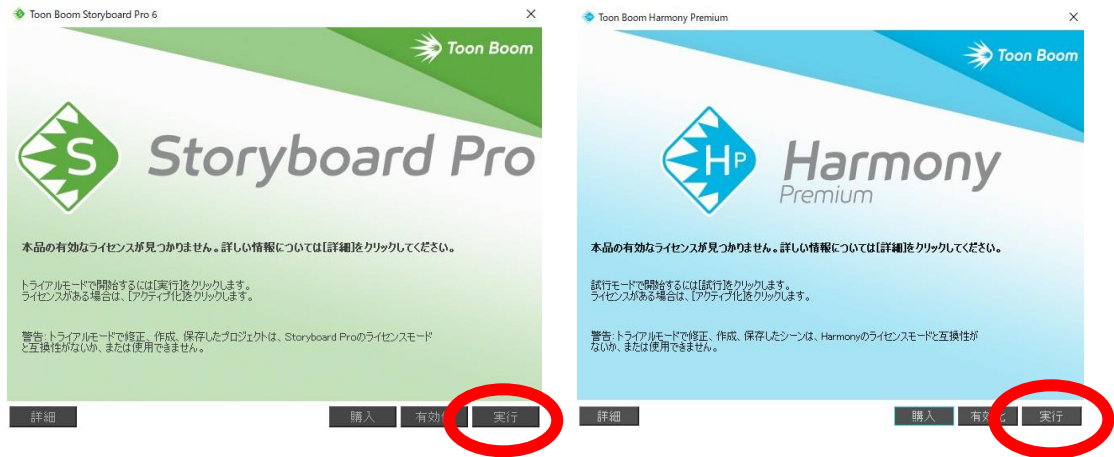 Toon Boom Storyboard Pro 6
Toon Boom
S
Storyboard Pro
本品の有効なライセンスが見つかりません。詳しい情報については[詳細]をクリックしてください。
トライアルモードで開始するには[実行]をクリックします。
ライセンスがある場合は、[アクティブ化]をクリックします。
警告:トライアルモードで修正、作成、保存したプロジェクトは、Storyboard Proのライセンスモード
と互換性がないか、または使用できません。
詳細
購入
有効
実行
Toon Boom Harmony Premium
Toon Boom
HP
Harmony
Premium
本品の有効なライセンスが見つかりません。詳しい情報については[詳細]をクリックしてください。
試行モードで開始するには[試行]をクリックします。
ライセンスがある場合は、[アクティブ化]をクリックします。
警告:トライアルモードで修正、作成、保存したシーンは、Harmonyのライセンスモードと互換性が
ないか、または使用できません。
詳細
購入
有効化
実行